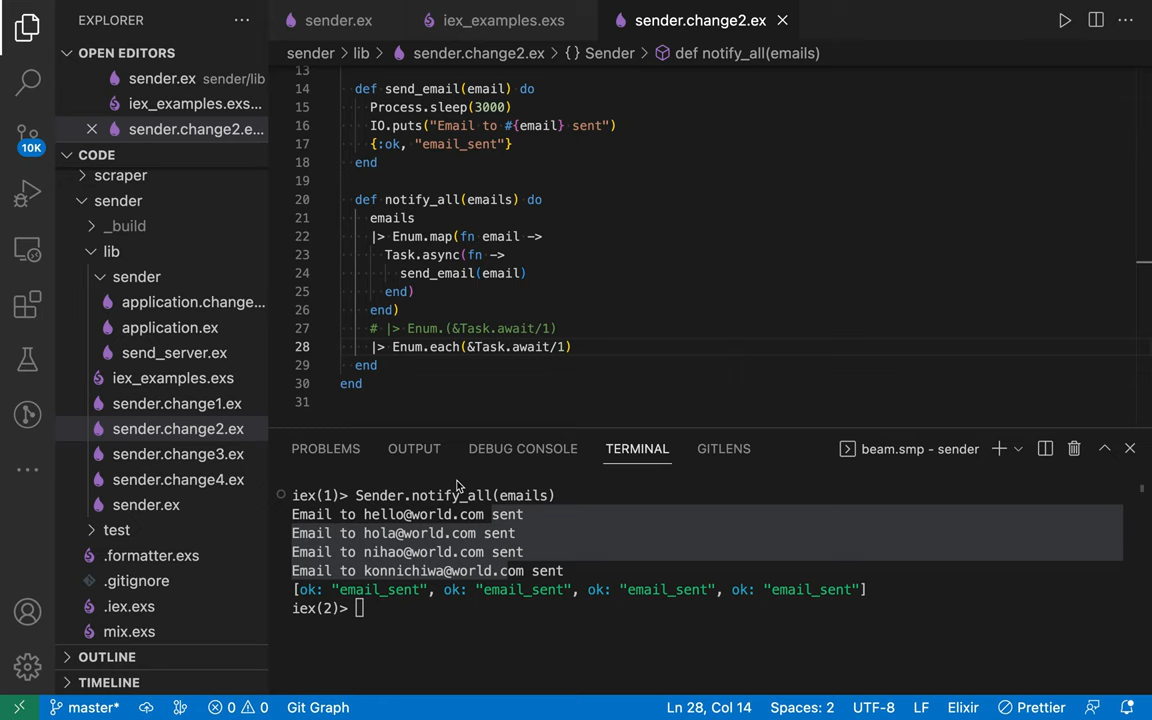 EXPLORER
OPEN EDITORS
sender.ex sender/lib
iex_examples.exs...
sender.change2.e...
10K
CODE
scraper
sender
_build
lib
sender
application.change...
application.ex
send_server.ex
iex_examples.exs
sender.change1.ex
sender.change2.ex
sender.change3.ex
sender.change4.ex
sender.ex
test
.formatter.exs
.gitignore
.iex.exs
mix.exs
OUTLINE
TIMELINE
sender.ex iex_examples.exs sender.change2.ex
sender > lib > sender.change2.ex > {} Sender > def notify_all(emails)
13
14 def send_email(email) do
15 Process.sleep(3000)
16 IO.puts("Email to #{email} sent")
17 {:ok, "email_sent"}
18 end
19
20 def notify_all(emails) do
21 emails
22 |> Enum.map(fn email ->
23 Task.async(fn ->
24 send_email(email)
25 end)
26 end)
27 # |> Enum.(&Task.await/1)
28 |> Enum.each(&Task.await/1)
29 end
30 end
31
PROBLEMS OUTPUT DEBUG CONSOLE TERMINAL GITLENS beam.smp - sender
iex(1)> Sender.notify_all(emails)
Email to hello@world.com sent
Email to hola@world.com sent
Email to nihao@world.com sent
Email to konnichiwa@world.com sent
[ok: "email_sent", ok: "email_sent", ok: "email_sent", ok: "email_sent"]
iex(2)>
master* 0 0 Git Graph Ln 28, Col 14 Spaces: 2 UTF-8 LF Elixir Prettier